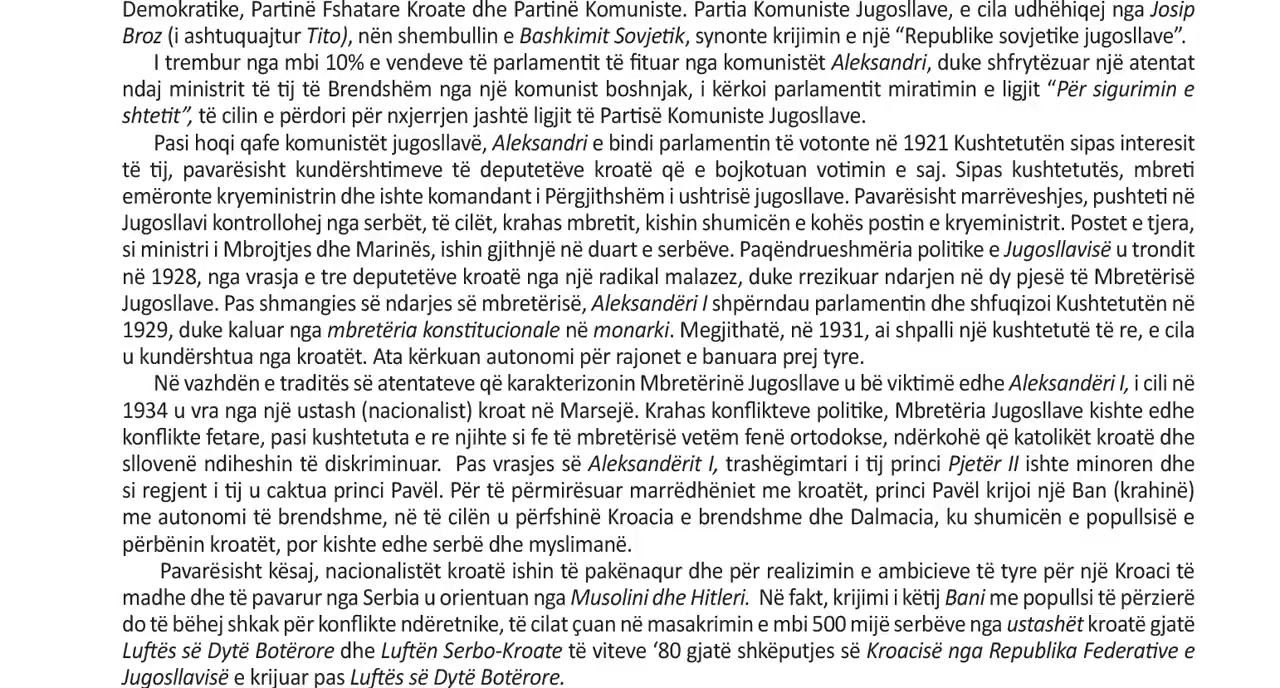 Demokratike, Partinë Fshatare Kroate dhe Partinë Komuniste. Partia Komuniste Jugosllave, e cila udhëhiqej nga Josip
Broz (i ashtuquajtur Tito), nën shembullin e Bashkimit Sovjetik, synonte krijimin e një “Republike sovjetike jugosllave”.
I trembur nga mbi 10% e vendeve të parlamentit të fituar nga komunistët Aleksandri, duke shfrytëzuar një atentat
ndaj ministrit të tij të Brendshëm nga një komunist boshnjak, i kërkoi parlamentit miratimin e ligjit “Për sigurimin e
shtetit”, të cilin e përdori për nxjerrjen jashtë ligjit të Partisë Komuniste Jugosllave.
Pasi hoqi qafe komunistët jugosllavë, Aleksandri e bindi parlamentin të votonte në 1921 Kushtetutën sipas interesit
të tij, pavarësisht kundërshtimeve të deputetëve kroatë që e bojkotuan votimin e saj. Sipas kushtetutës, mbreti
emëronte kryeministrin dhe ishte komandant i Përgjithshëm i ushtrisë jugosllave. Pavarësisht marrëveshjes, pushteti në
Jugosllavi kontrollohej nga serbët, të cilët, krahas mbretit, kishin shumicën e kohës postin e kryeministrit. Postet e tjera,
si ministri i Mbrojtjes dhe Marinës, ishin gjithnjë në duart e serbëve. Paqëndrueshmëria politike e Jugosllavisë u trondit
në 1928, nga vrasja e tre deputetëve kroatë nga një radikal malazez, duke rrezikuar ndarjen në dy pjesë të Mbretërisë
Jugosllave. Pas shmangies së ndarjes së mbretërisë, Aleksandëri I shpërndau parlamentin dhe shfuqizoi Kushtetutën në
1929, duke kaluar nga mbretëria konstitucionale në monarki. Megjithatë, në 1931, ai shpalli një kushtetutë të re, e cila
u kundërshtua nga kroatët. Ata kërkuan autonomi për rajonet e banuara prej tyre.
Në vazhdën e traditës së atentateve që karakterizonin Mbretërinë Jugosllave u bë viktimë edhe Aleksandëri I, i cili në
1934 u vra nga një ustash (nacionalist) kroat në Marsejë. Krahas konflikteve politike, Mbretëria Jugosllave kishte edhe
konflikte fetare, pasi kushtetuta e re njihte si fe të mbretërisë vetëm fenë ortodokse, ndërkohë që katolikët kroatë dhe
sllovenë ndiheshin të diskriminuar. Pas vrasjes së Aleksandërit I, trashëgimtari i tij princi Pjetër II ishte minoren dhe
si regjent i tij u caktua princi Pavël. Për të përmirësuar marrëdhëniet me kroatët, princi Pavël krijoi një Ban (krahinë)
me autonomi të brendshme, në të cilën u përfshinë Kroacia e brendshme dhe Dalmacia, ku shumicën e popullsisë e
përbënin kroatët, por kishte edhe serbë dhe myslimanë.
Pavarësisht kësaj, nacionalistët kroatë ishin të pakënaqur dhe për realizimin e ambicieve të tyre për një Kroaci të
madhe dhe të pavarur nga Serbia u orientuan nga Musolini dhe Hitleri. Në fakt, krijimi i këtij Bani me popullsi të përzierë
do të bëhej shkak për konflikte ndëretnike, të cilat çuan në masakrimin e mbi 500 mijë serbëve nga ustashët kroatë gjatë
Luftës së Dytë Botërore dhe Luftën Serbo-Kroate të viteve ‘80 gjatë shkëputjes së Kroacisë nga Republika Federative e
Jugosllavisë e krijuar pas Luftës së Dytë Botërore.